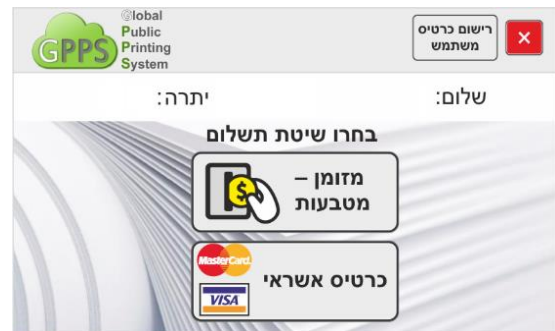 GPPS
Global
Public
Printing
System
רישום כרטיס
משתמש
שלום:
יתרה:
בחרו שיטת תשלום
מזומן –
מטבעות
$
כרטיס אשראי
MasterCard
VISA